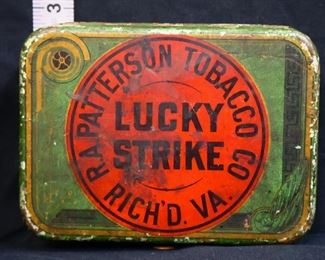 3
R.A. PATTERSON TOBACCO CO
LUCKY
STRIKE
RICH'D. VA.